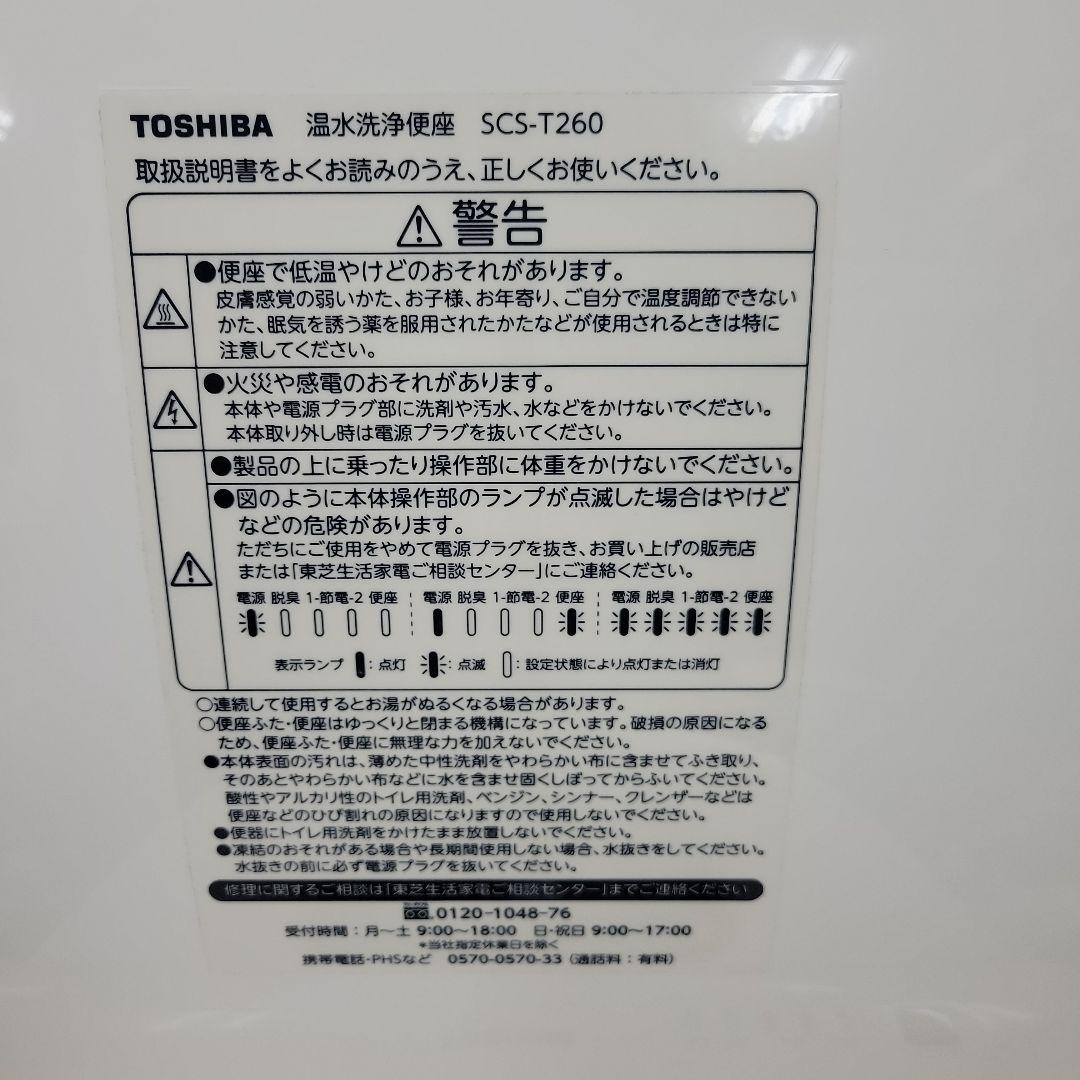 TOSHIBA 温水洗浄便座 SCS-T260
取扱説明書をよくお読みのうえ、正しくお使いください。
警告
●便座で低温やけどのおそれがあります。
皮膚感覚の弱いかた、お子様、お年寄り、ご自分で温度調節できない
かた、眠気を誘う薬を服用されたかたなどが使用されるときは特に
注意してください。
●火災や感電のおそれがあります。
本体や電源プラグ部に洗剤や汚水、水などをかけないでください。
本体取り外し時は電源プラグを抜いてください。
●製品の上に乗ったり操作部に体重をかけないでください。
●図のように本体操作部のランプが点滅した場合はやけど
などの危険があります。
ただちにご使用をやめて電源プラグを抜き、お買い上げの販売店
または「東芝生活家電ご相談センター」にご連絡ください。
電源 脱臭 1-節電-2 便座 電源 脱臭 1-節電-2 便座 電源 脱臭 1-節電-2 便座
表示ランプ :点灯 :点滅 :設定状態により点灯または消灯
○連続して使用するとお湯がぬるくなる場合があります。
○便座ふた・便座はゆっくりと閉まる機構になっています。破損の原因になる
ため、便座ふた・便座に無理な力を加えないでください。
●本体表面の汚れは、薄めた中性洗剤をやわらかい布に含ませてふき取り、
そのあとやわらかい布などに水を含ませ固くしぼってからふいてください。
酸性やアルカリ性のトイレ用洗剤、ベンジン、シンナー、クレンザーなどは
便座などのひび割れの原因になりますので使用しないでください。
●便器にトイレ用洗剤をかけたまま放置しないでください。
●凍結のおそれがある場合や長期間使用しない場合、水抜きをしてください。
水抜きの前に必ず電源プラグを抜いてください。
修理に関するご相談は「東芝生活家電ご相談センター」までご連絡ください
0120-1048-76
受付時間：月〜土 9:00〜18:00 日・祝日 9:00〜17:00
*当社指定休業日を除く
携帯電話・PHSなど 0570-0570-33 (通話料：有料)